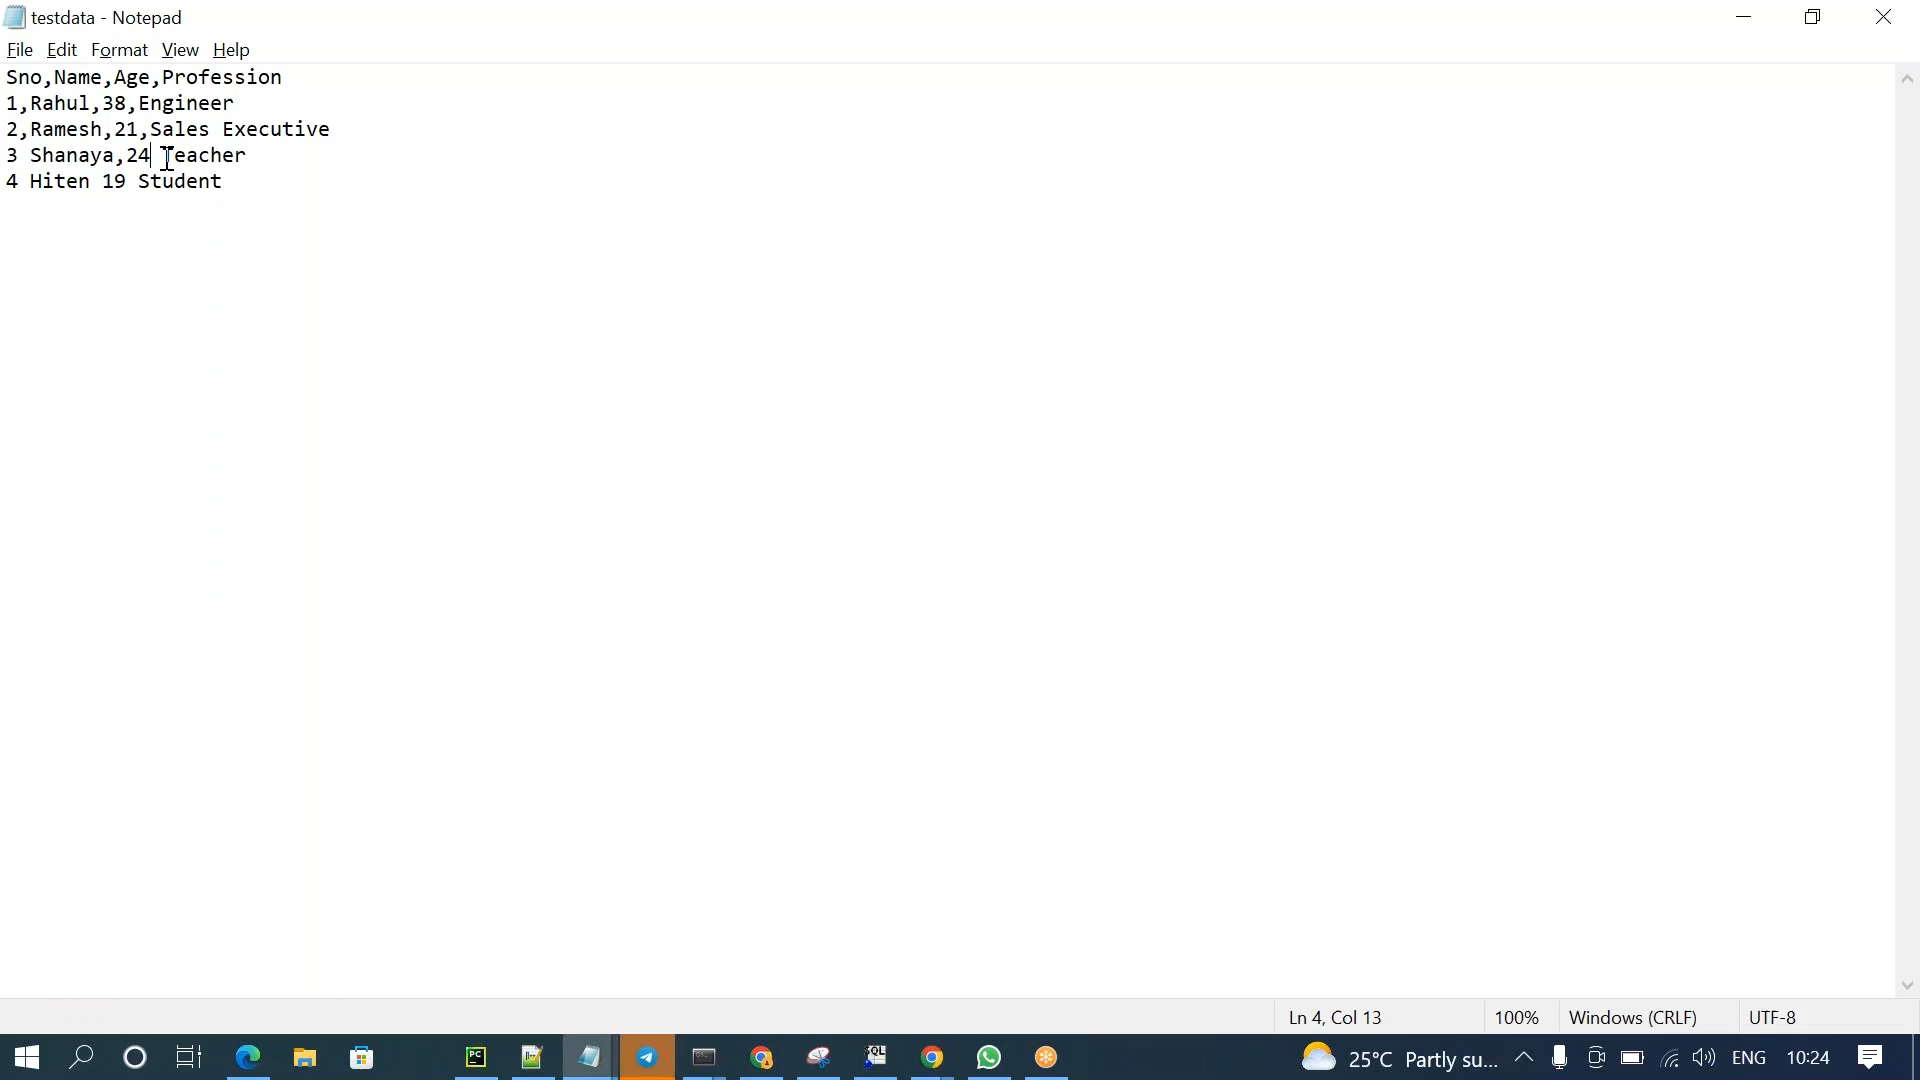 testdata - Notepad
File Edit Format View Help
Sno,Name,Age,Profession
1,Rahul,38,Engineer
2,Ramesh,21,Sales Executive
3 Shanaya,24 Teacher
4 Hiten 19 Student
Ln 4, Col 13 100% Windows (CRLF) UTF-8
PC SQL 25°C Partly su... ENG 10:24